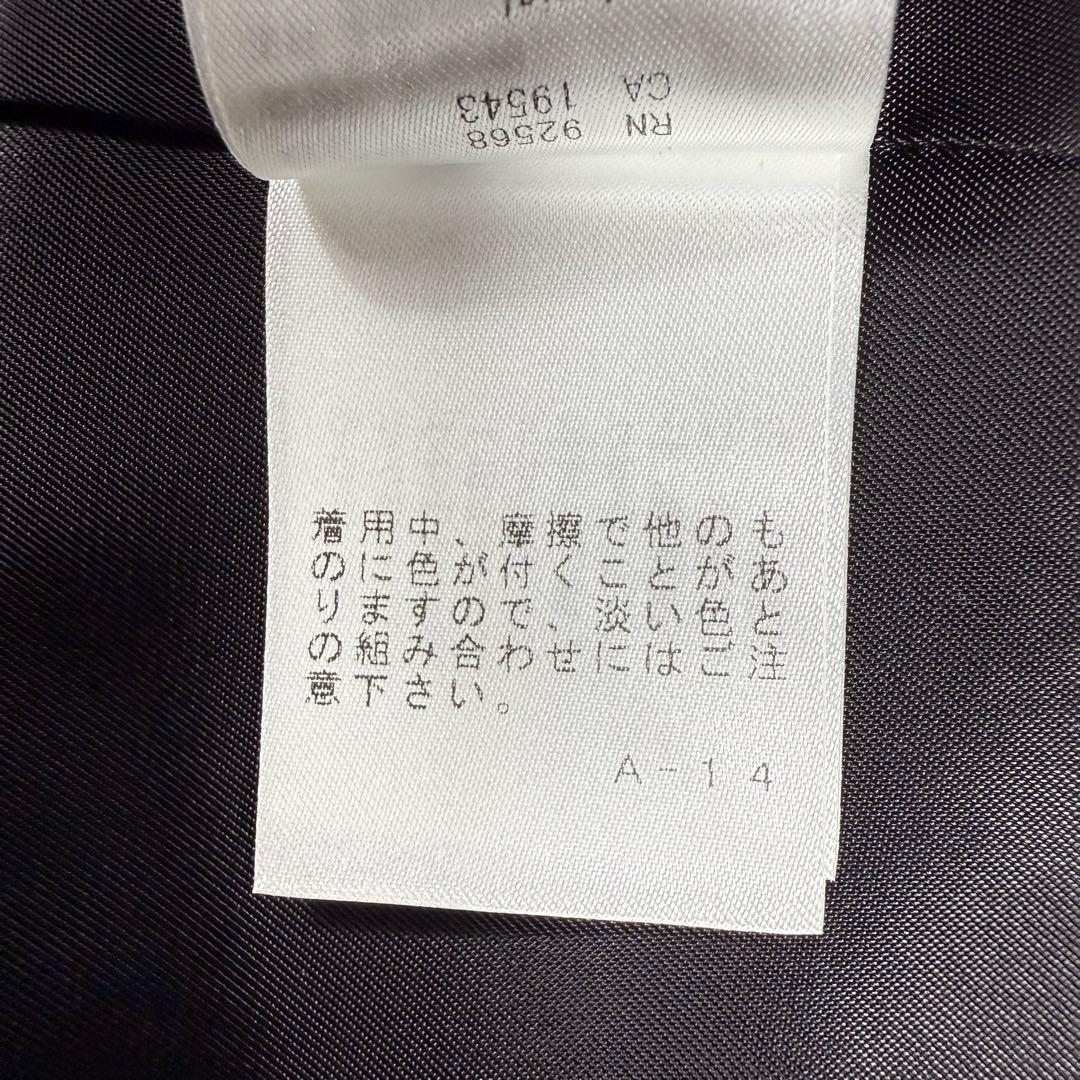 RN 92568
CA 19543
着用中、摩擦で他のも
のに色が付くことがあ
りますので、淡い色と
の組み合わせにはご注
意下さい。
A-14